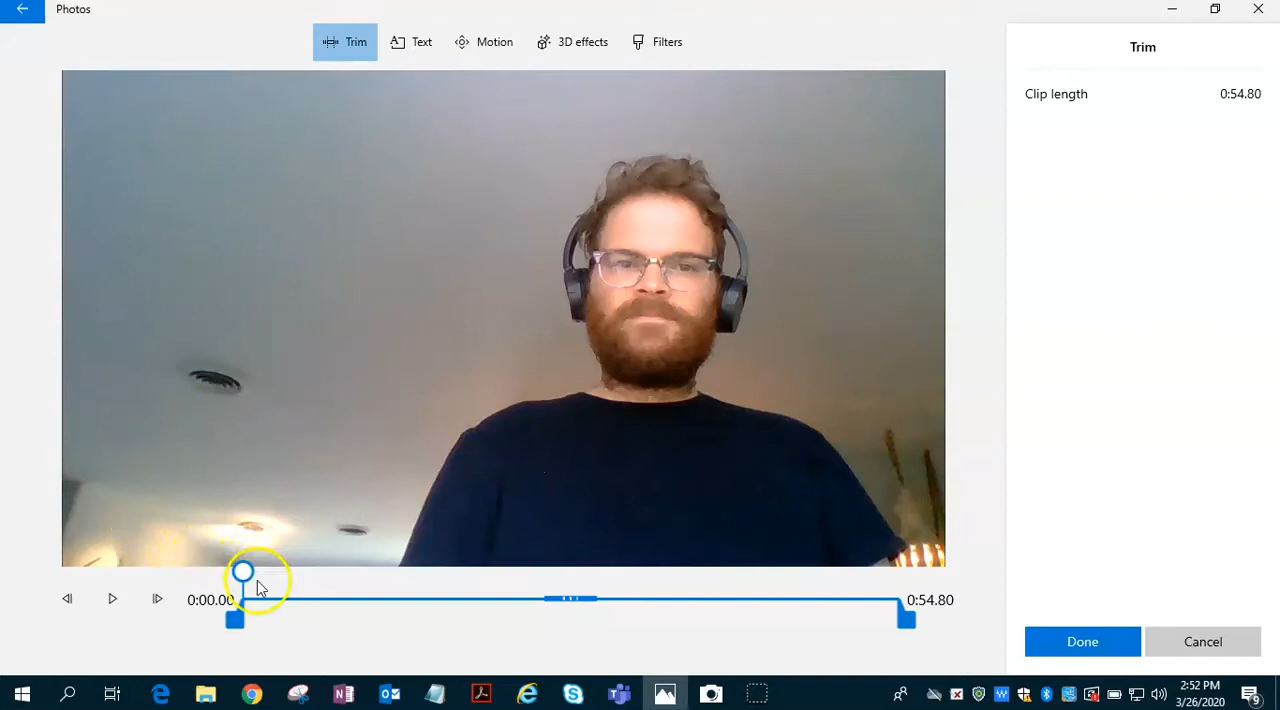 Photos
Trim Text Motion 3D effects Filters
Trim
Clip length 0:54.80
0:00.00 0:54.80
Done Cancel
2:52 PM
3/26/2020
9